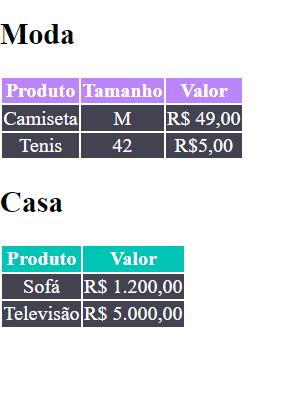 Moda
Produto Tamanho Valor
Camiseta M R$ 49,00
Tenis 42 R$5,00
Casa
Produto Valor
Sofá R$ 1.200,00
Televisão R$ 5.000,00